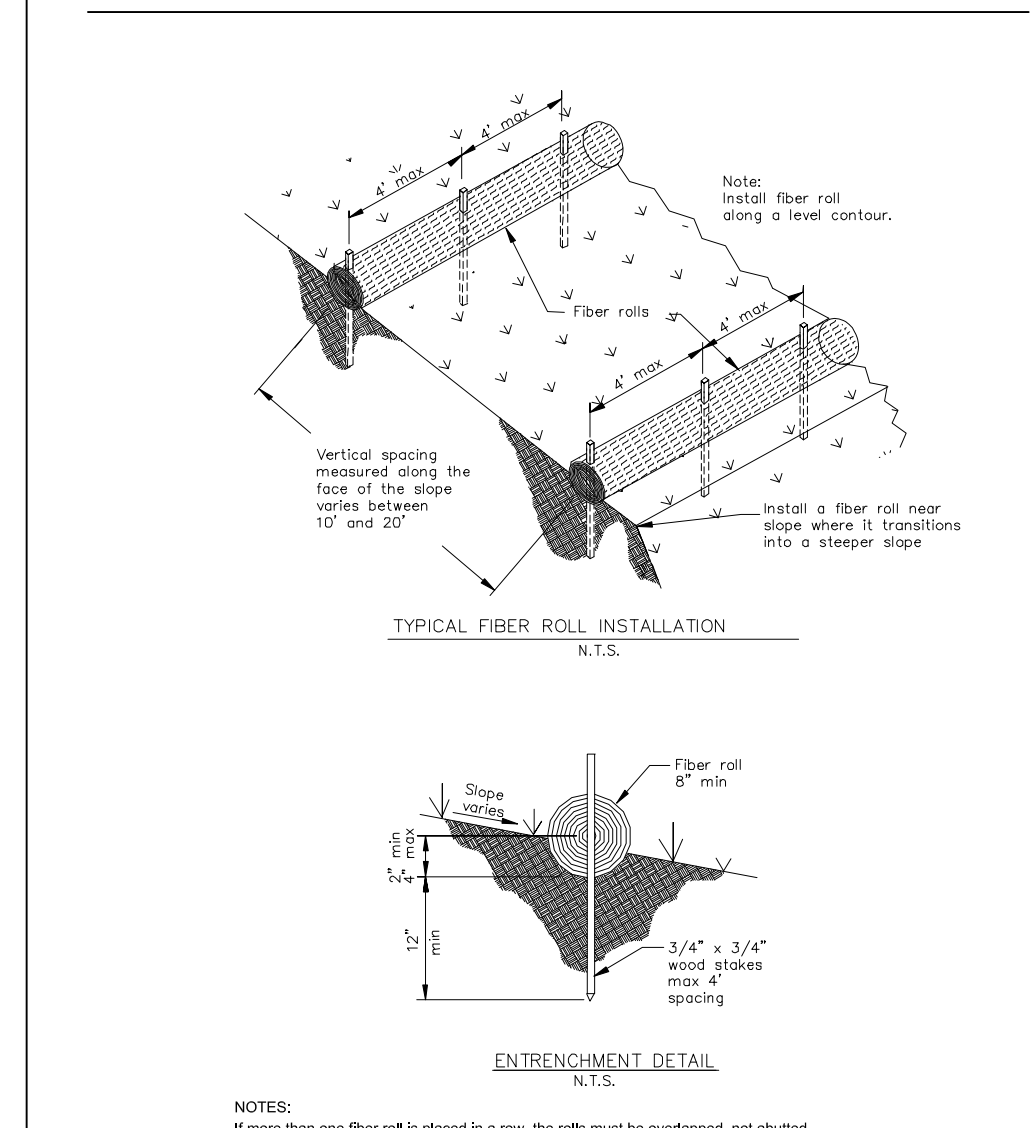 4' max
4' max
Note:
Install fiber roll
along a level contour.
Fiber rolls
4' max
4' max
Vertical spacing
measured along the
face of the slope
varies between
10' and 20'
Install a fiber roll near
slope where it transitions
into a steeper slope
TYPICAL FIBER ROLL INSTALLATION
N.T.S.
Fiber roll
8" min
Slope
varies
2" min
4" max
12"
min
3/4" x 3/4"
wood stakes
max 4'
spacing
ENTRENCHMENT DETAIL
N.T.S.
NOTES:
If more than one fiber roll is placed in a row, the rolls must be overlapped, not abutted